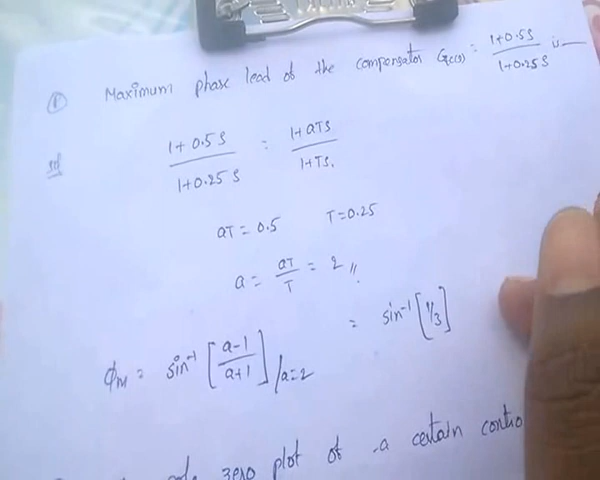 ① Maximum phase lead of the compensator Gc(s) = 1+0.5S / 1+0.25S is —
Sol 1+0.5S / 1+0.25S = 1+aTS / 1+TS.
aT = 0.5 T = 0.25
a = aT / T = 2 //.
ϕm = sin⁻¹ [a-1 / a+1] / a=2 = sin⁻¹ [1/3]
zero plot of a certain contro